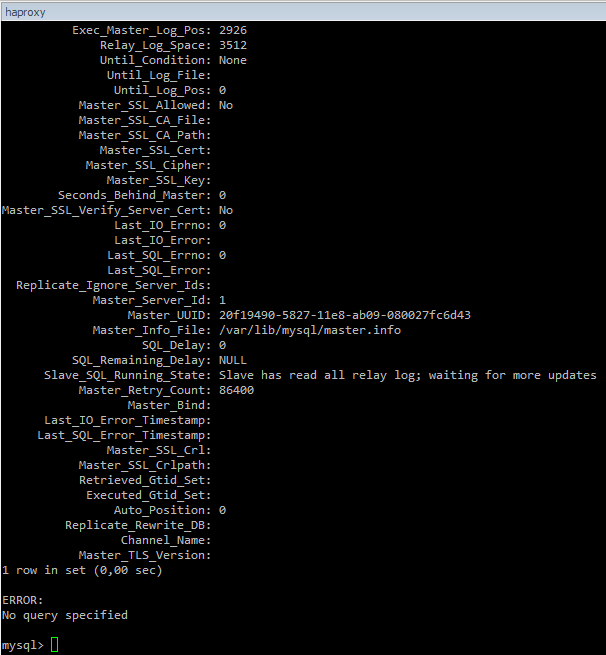 haproxy
Exec_Master_Log_Pos: 2926
Relay_Log_Space: 3512
Until_Condition: None
Until_Log_File:
Until_Log_Pos: 0
Master_SSL_Allowed: No
Master_SSL_CA_File:
Master_SSL_CA_Path:
Master_SSL_Cert:
Master_SSL_Cipher:
Master_SSL_Key:
Seconds_Behind_Master: 0
Master_SSL_Verify_Server_Cert: No
Last_IO_Errno: 0
Last_IO_Error:
Last_SQL_Errno: 0
Last_SQL_Error:
Replicate_Ignore_Server_Ids:
Master_Server_Id: 1
Master_UUID: 20f19490-5827-11e8-ab09-080027fc6d43
Master_Info_File: /var/lib/mysql/master.info
SQL_Delay: 0
SQL_Remaining_Delay: NULL
Slave_SQL_Running_State: Slave has read all relay log; waiting for more updates
Master_Retry_Count: 86400
Master_Bind:
Last_IO_Error_Timestamp:
Last_SQL_Error_Timestamp:
Master_SSL_Crl:
Master_SSL_Crlpath:
Retrieved_Gtid_Set:
Executed_Gtid_Set:
Auto_Position: 0
Replicate_Rewrite_DB:
Channel_Name:
Master_TLS_Version:
1 row in set (0,00 sec)
ERROR:
No query specified
mysql>